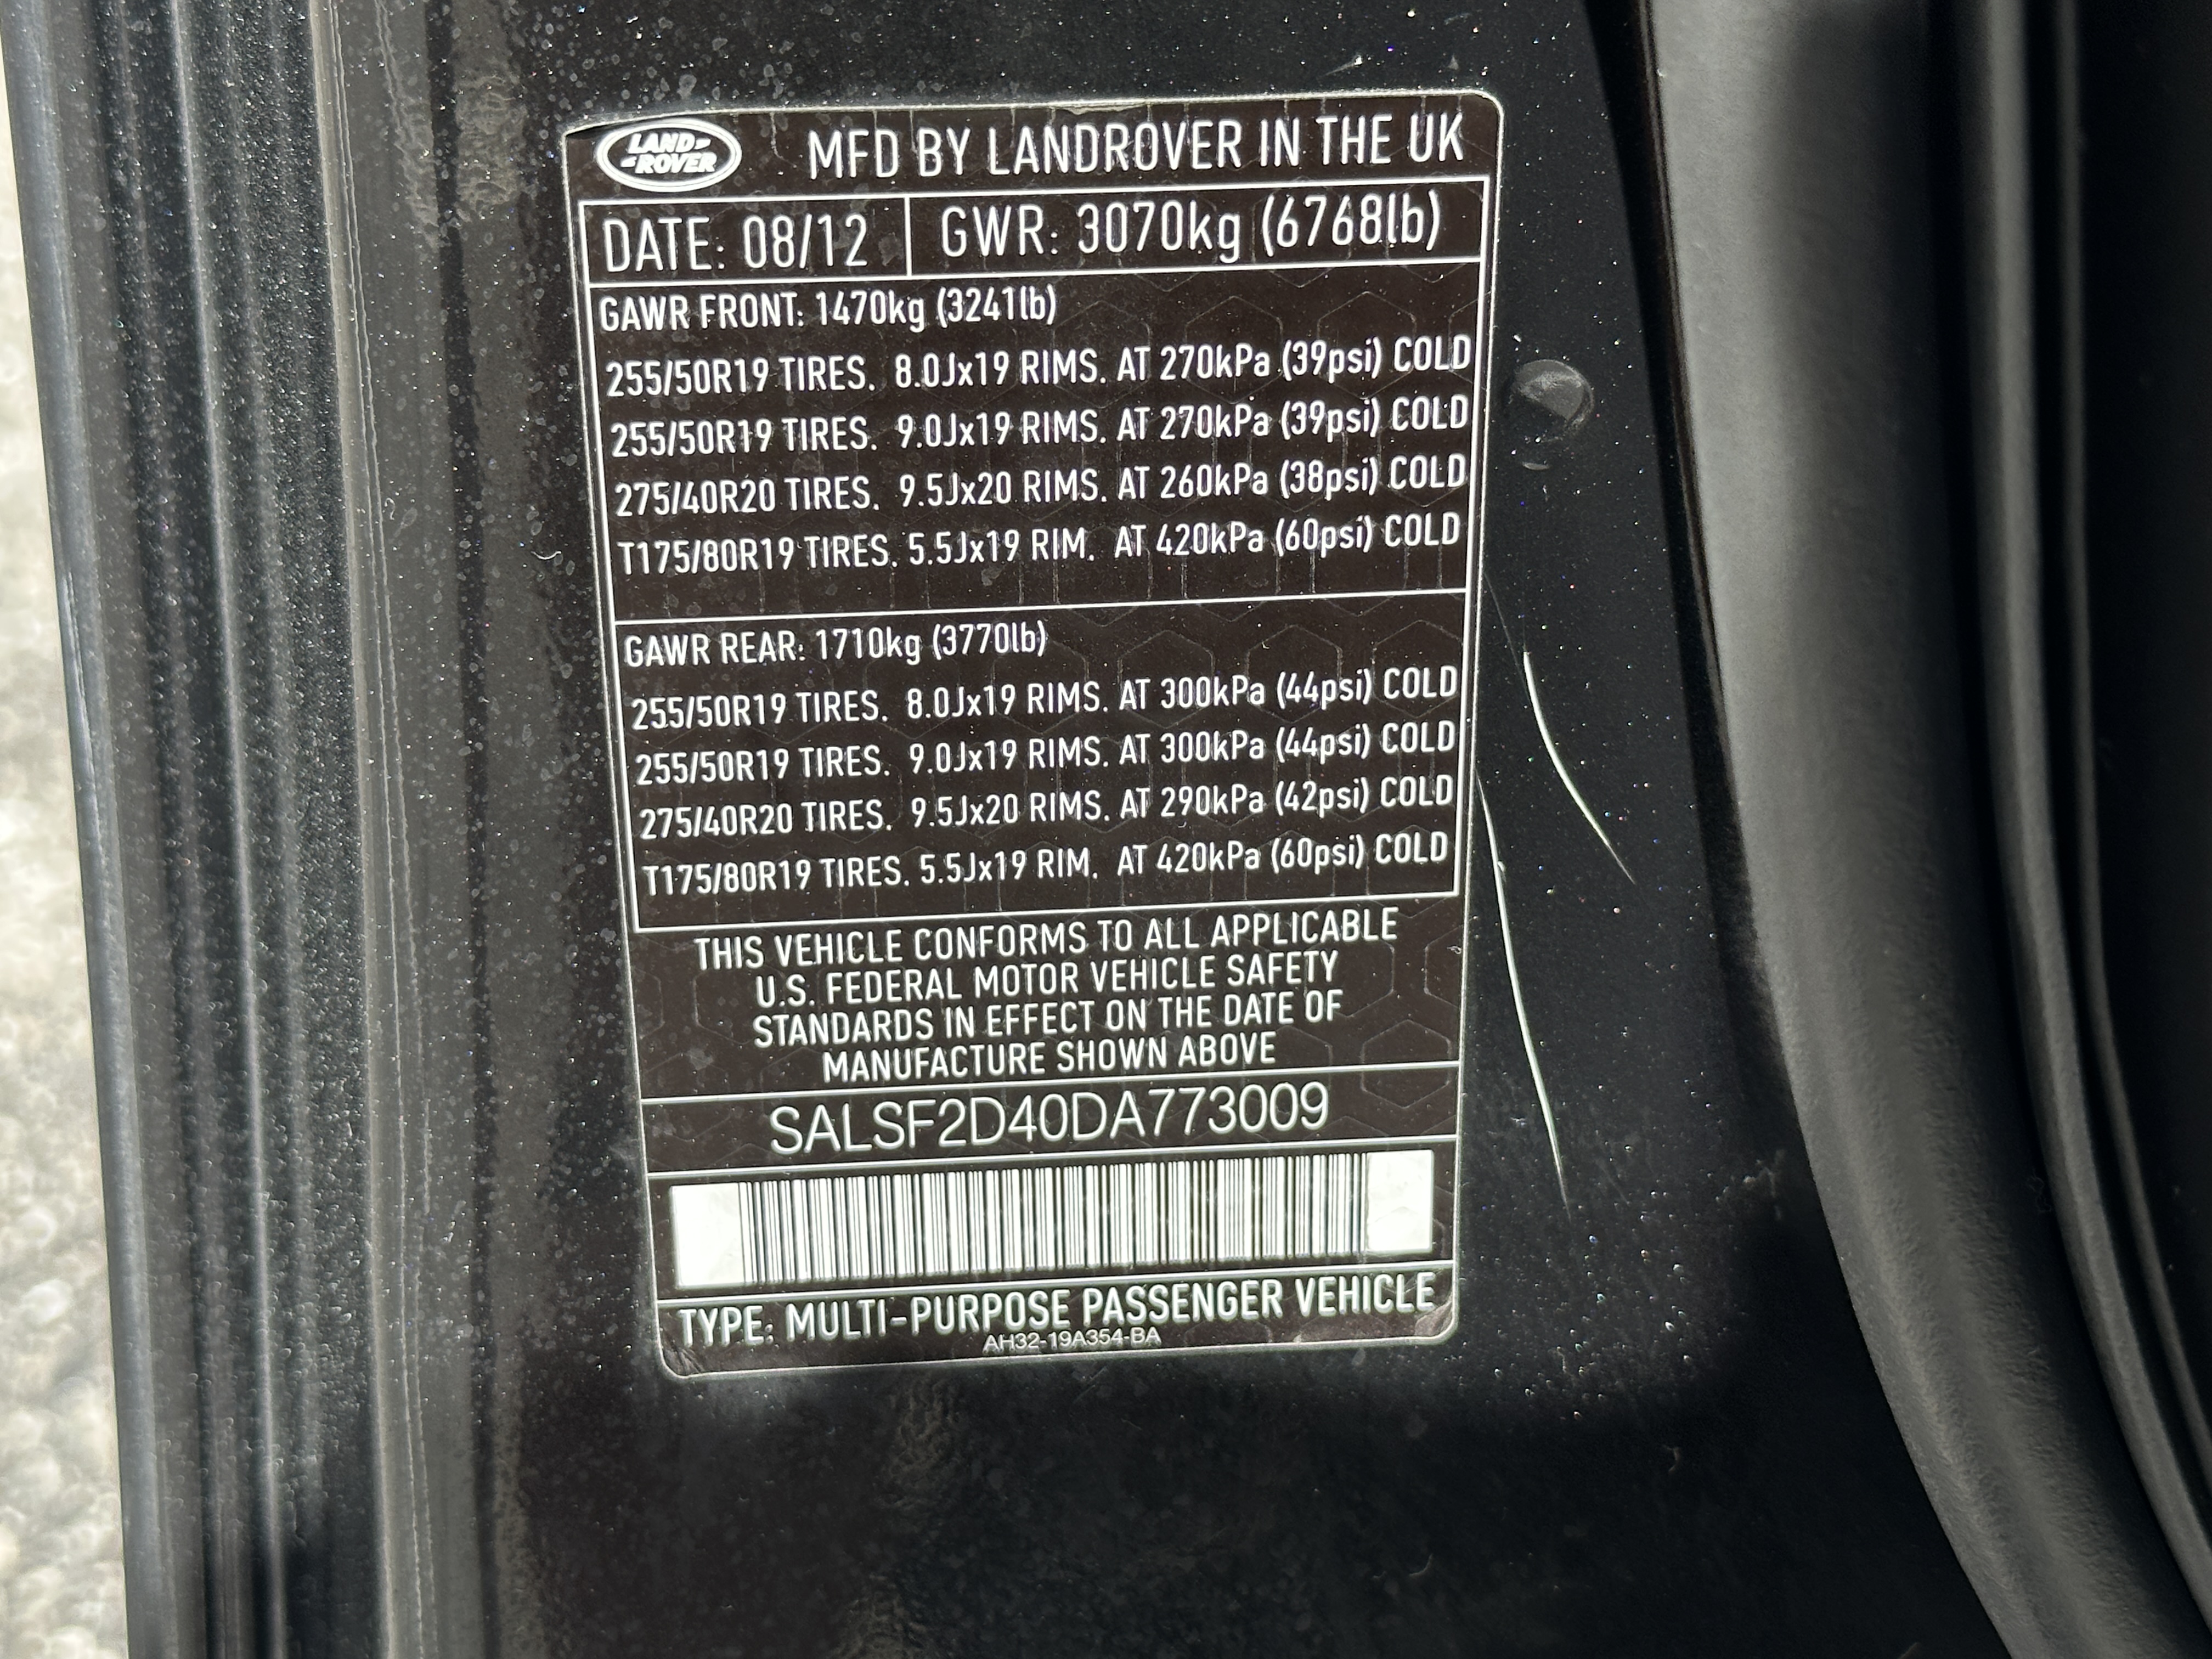 LAND ROVER
MFD BY LANDROVER IN THE UK
DATE: 08/12 GWR: 3070kg (6768lb)
GAWR FRONT: 1470kg (3241lb)
255/50R19 TIRES. 8.0Jx19 RIMS. AT 270kPa (39psi) COLD
255/50R19 TIRES. 9.0Jx19 RIMS. AT 270kPa (39psi) COLD
275/40R20 TIRES. 9.5Jx20 RIMS. AT 260kPa (38psi) COLD
T175/80R19 TIRES. 5.5Jx19 RIM. AT 420kPa (60psi) COLD
GAWR REAR: 1710kg (3770lb)
255/50R19 TIRES. 8.0Jx19 RIMS. AT 300kPa (44psi) COLD
255/50R19 TIRES. 9.0Jx19 RIMS. AT 300kPa (44psi) COLD
275/40R20 TIRES. 9.5Jx20 RIMS. AT 290kPa (42psi) COLD
T175/80R19 TIRES. 5.5Jx19 RIM. AT 420kPa (60psi) COLD
THIS VEHICLE CONFORMS TO ALL APPLICABLE
U.S. FEDERAL MOTOR VEHICLE SAFETY
STANDARDS IN EFFECT ON THE DATE OF
MANUFACTURE SHOWN ABOVE
SALSF2D40DA773009
TYPE: MULTI-PURPOSE PASSENGER VEHICLE
AH32-19A354-BA